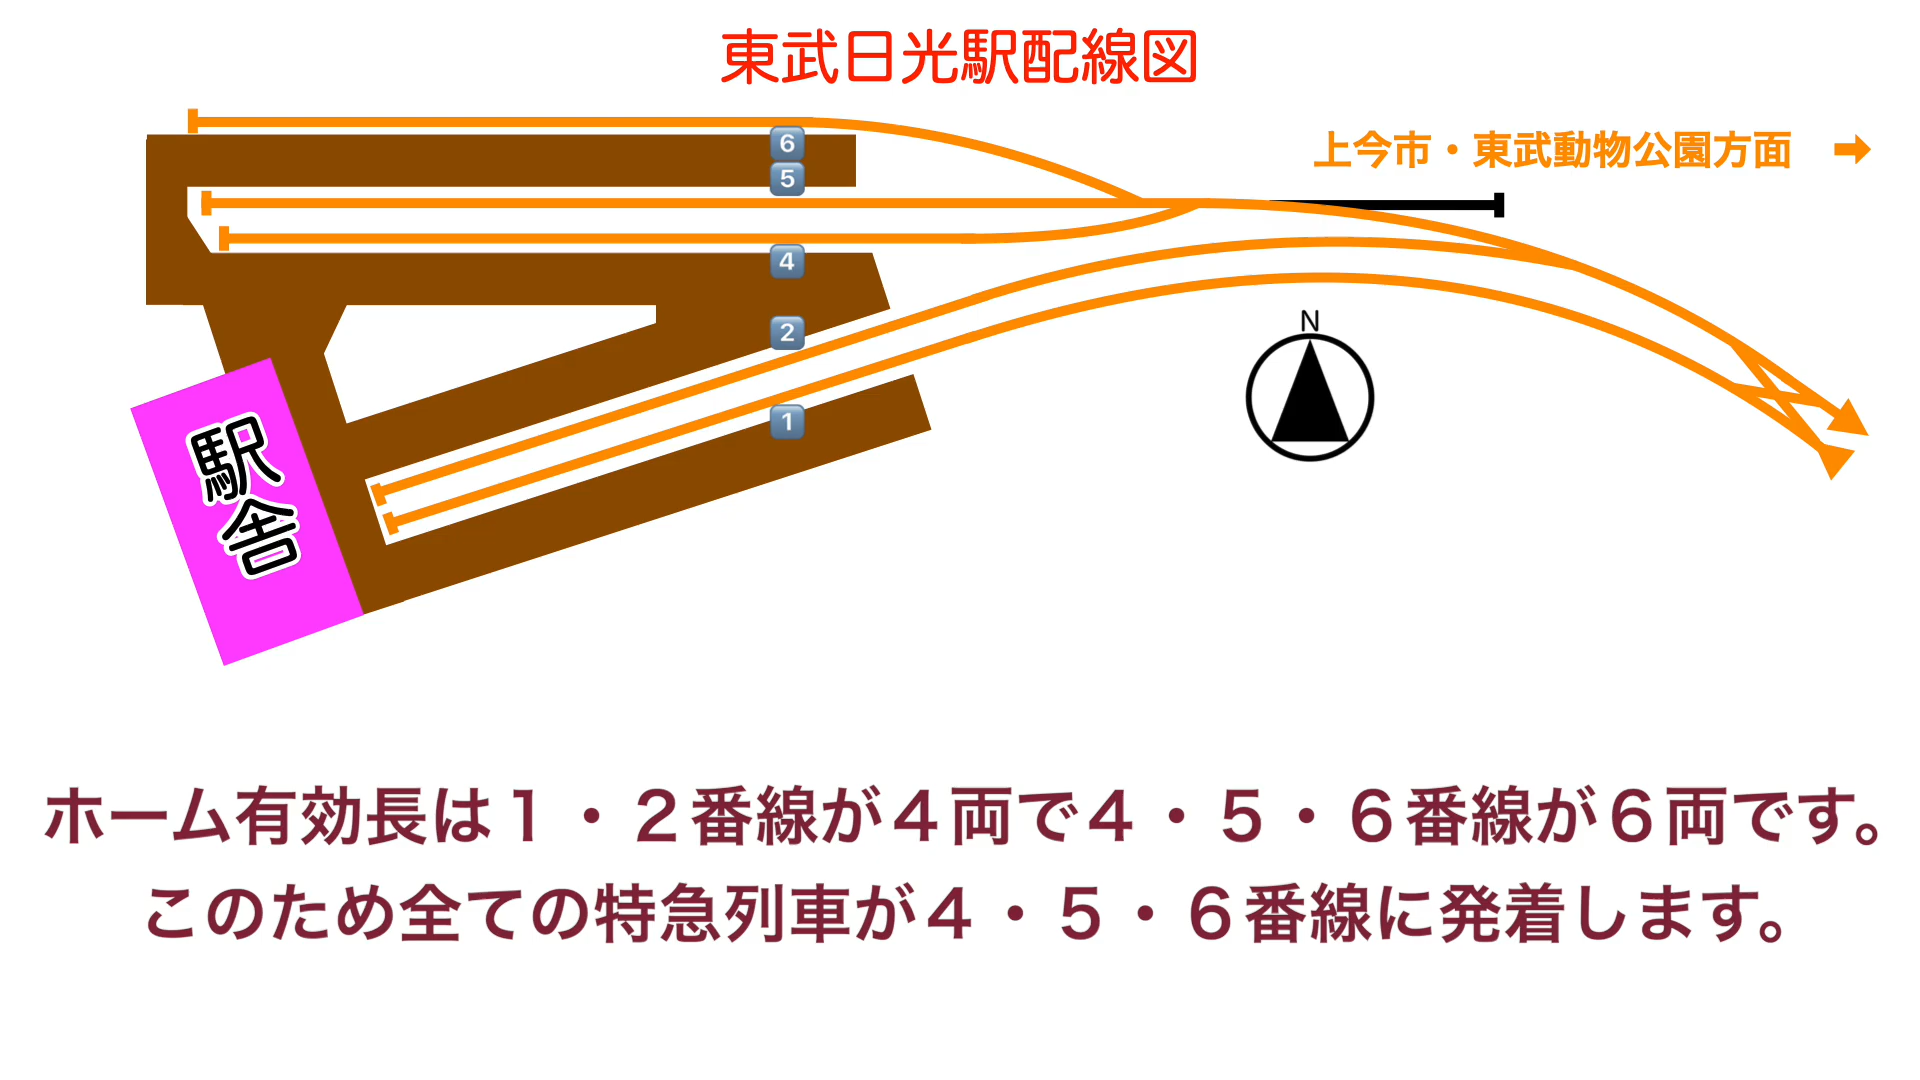 東武日光駅配線図
上今市・東武動物公園方面 ➡
6
5
4
2
1
N
駅舎
ホーム有効長は１・２番線が４両で４・５・６番線が６両です。
このため全ての特急列車が４・５・６番線に発着します。